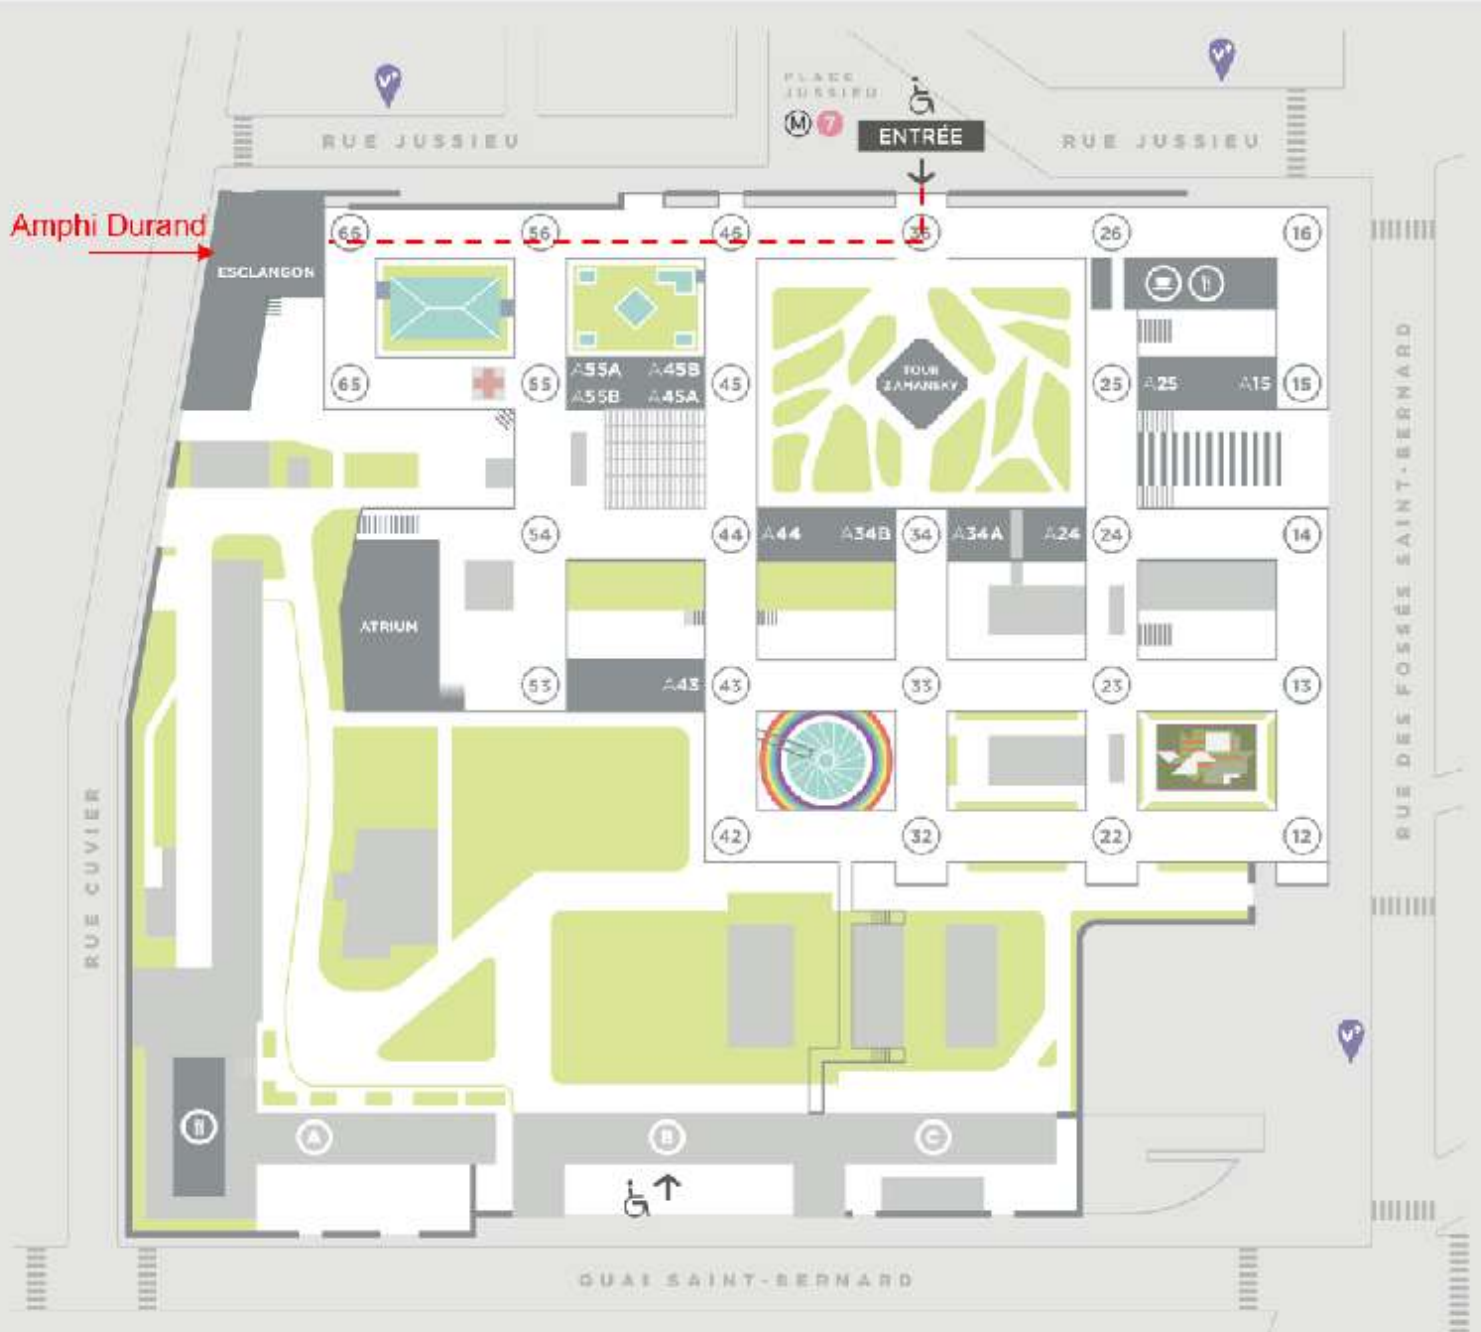 PLACE
JUSSIEU
M 7
ENTRÉE
RUE JUSSIEU
RUE JUSSIEU
Amphi Durand
ESCLANGON
66
56
46
36
26
16
65
55
A55A
A45B
A55B
A45A
45
TOUR
ZAMANSKY
25
A25
A15
15
54
44
A44
A34B
34
A34A
A24
24
14
ATRIUM
53
A43
43
33
23
13
42
32
22
12
RUE CUVIER
RUE DES FOSSÉS SAINT-BERNARD
A
B
C
QUAI SAINT-BERNARD
V'
V'
V'